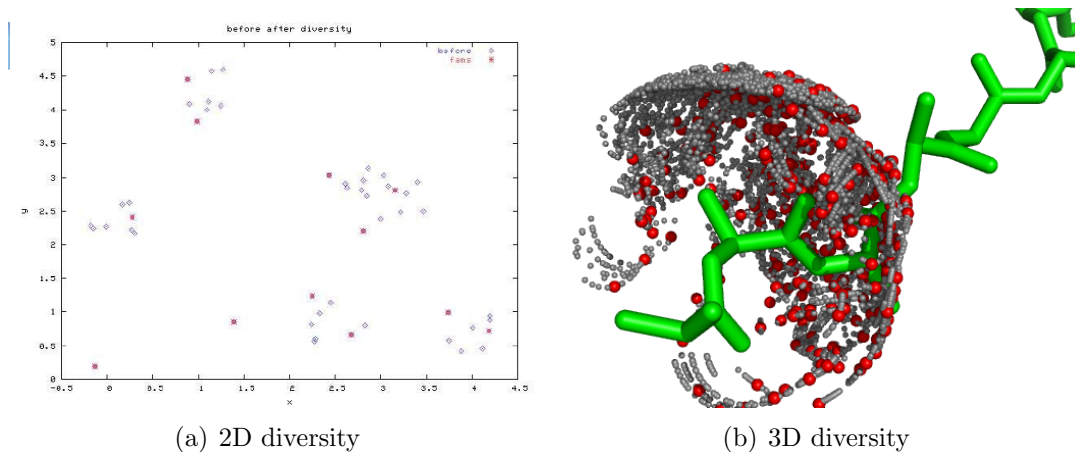 before after diversity
before
fams
5
4.5
4
3.5
3
2.5
2
1.5
1
0.5
0
y
-0.5 0 0.5 1 1.5 2 2.5 3 3.5 4 4.5
x
(a) 2D diversity
(b) 3D diversity